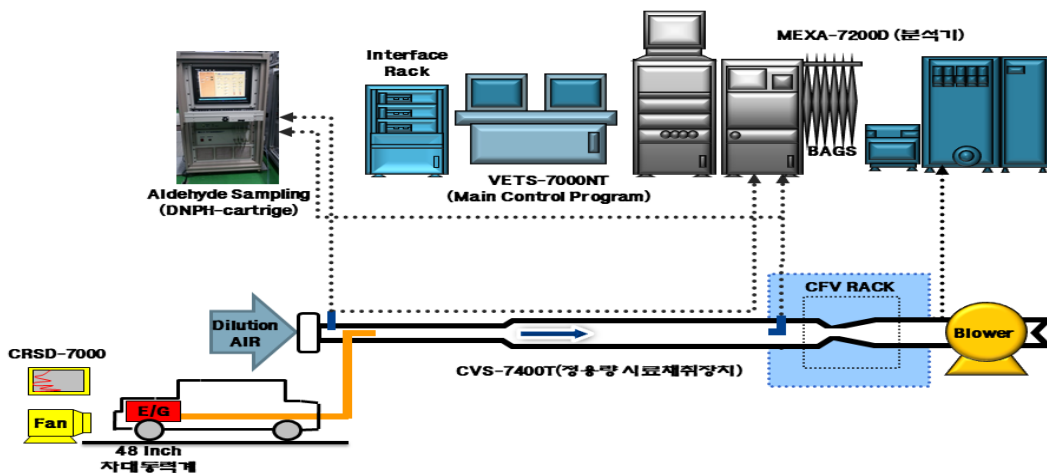 MEXA-7200D (분석기)
Interface
Rack
BAGS
VETS-7000NT
(Main Control Program)
Aldehyde Sampling
(DNPH-cartrige)
CFV RACK
Dilution
AIR
Blower
CRSD-7000
CVS-7400T(정용량 시료채취장치)
E/G
Fan
48 Inch
차대동력계